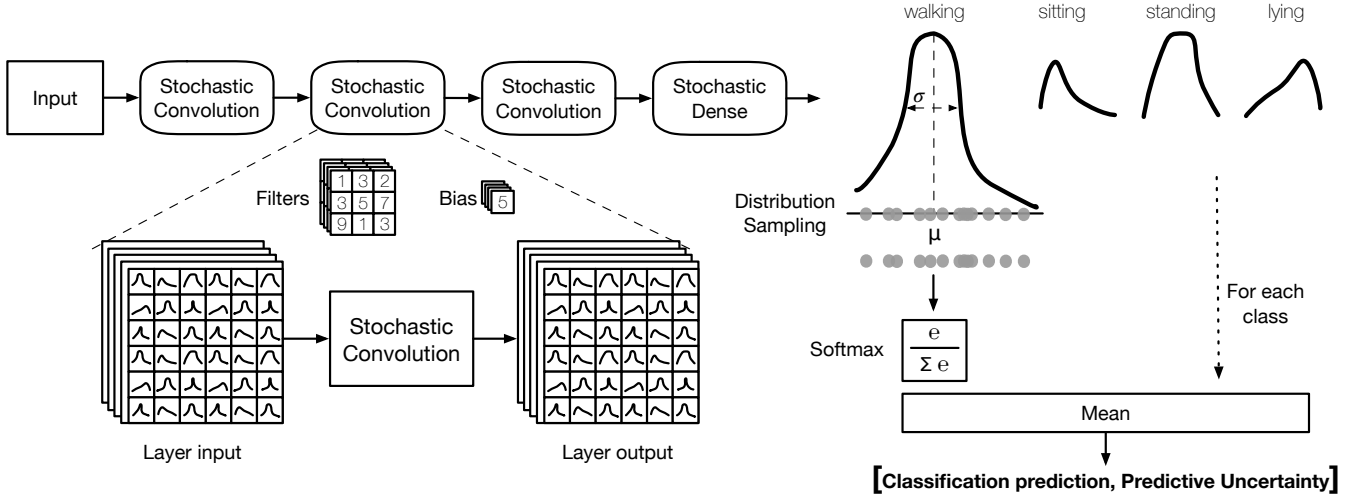 walking
sitting
standing
lying
Input
Stochastic
Convolution
Stochastic
Convolution
Stochastic
Convolution
Stochastic
Dense
σ
Filters
1 3 2
3 5 7
9 1 3
Bias
5
Distribution
Sampling
μ
Stochastic
Convolution
Layer input
Layer output
Softmax
e
Σ e
For each
class
Mean
[Classification prediction, Predictive Uncertainty]